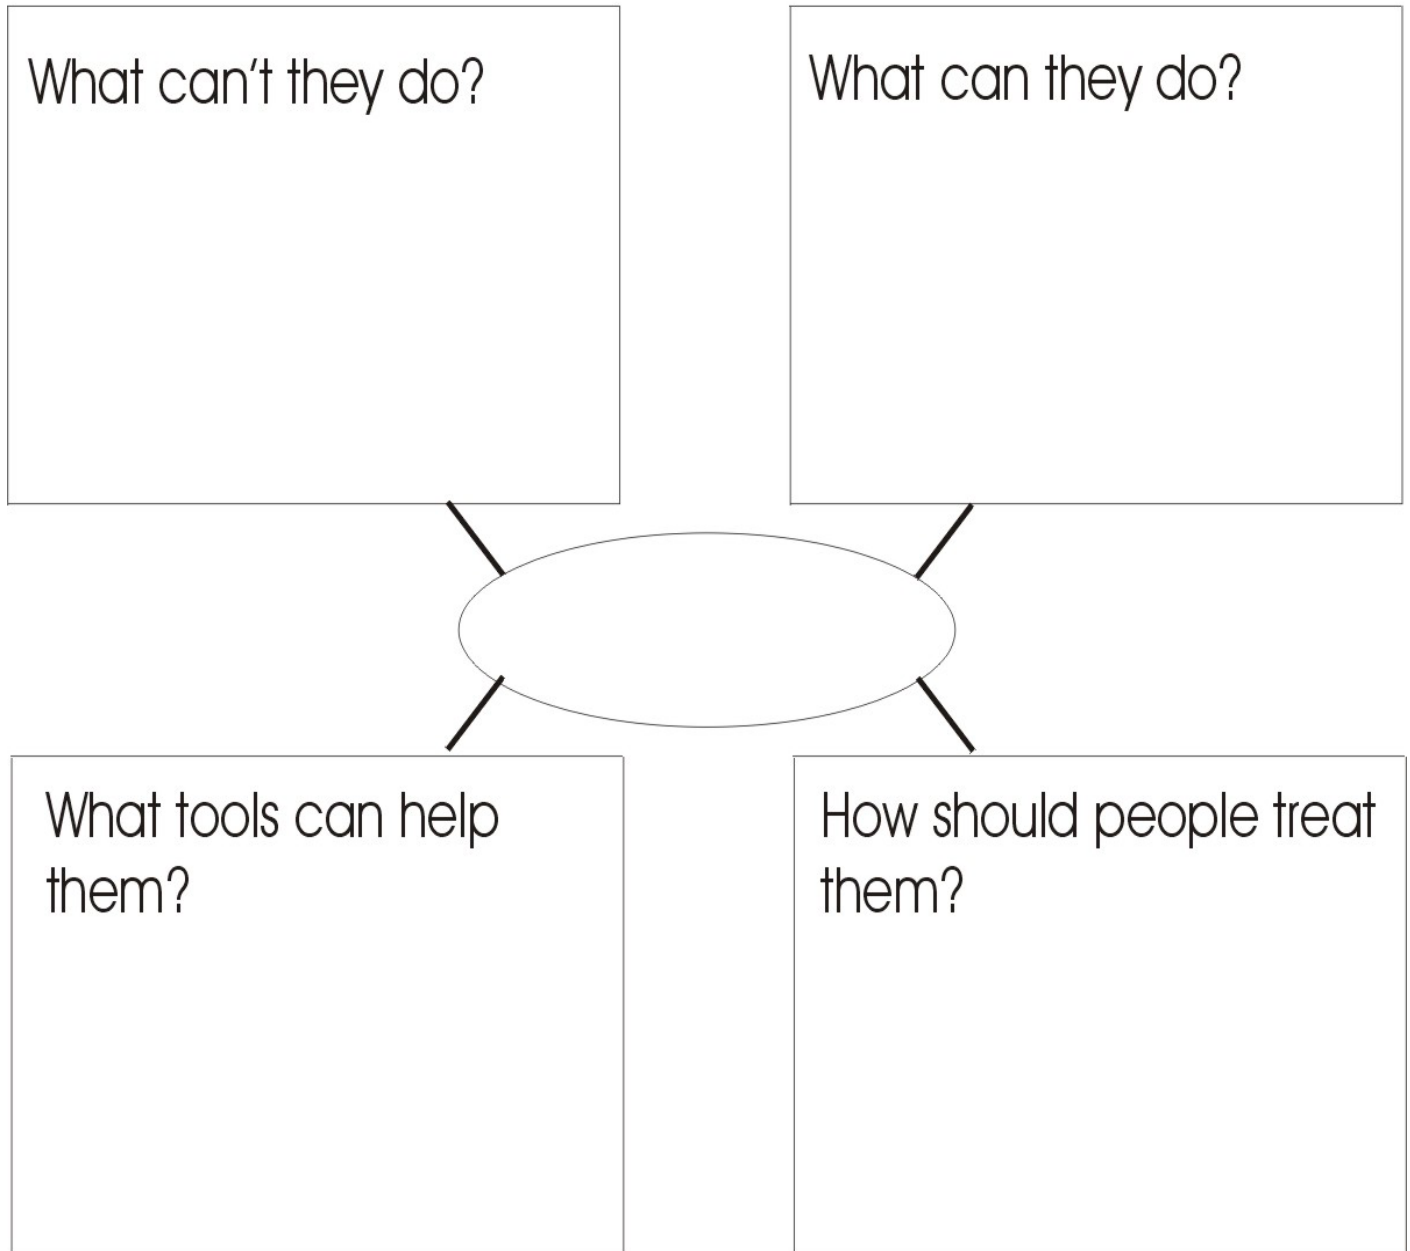 What can't they do?
What can they do?
What tools can help
them?
How should people treat
them?